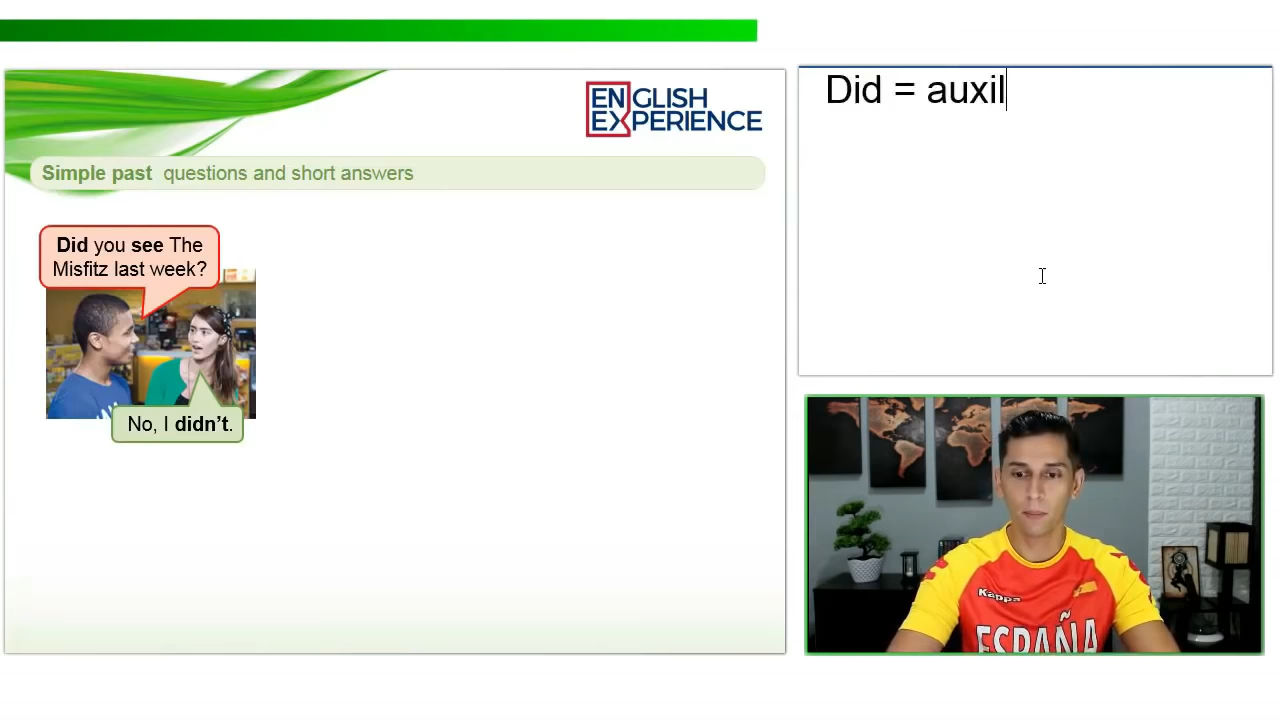 ENGLISH
EXPERIENCE
Simple past questions and short answers
Did you see The
Misfitz last week?
No, I didn't.
Did = auxil
Kappa
ESPAÑA